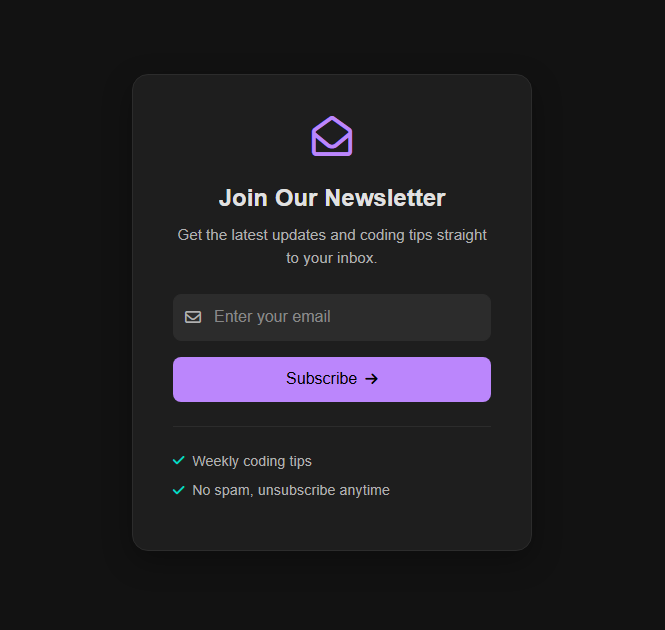 Join Our Newsletter
Get the latest updates and coding tips straight
to your inbox.
Enter your email
Subscribe →
Weekly coding tips
No spam, unsubscribe anytime